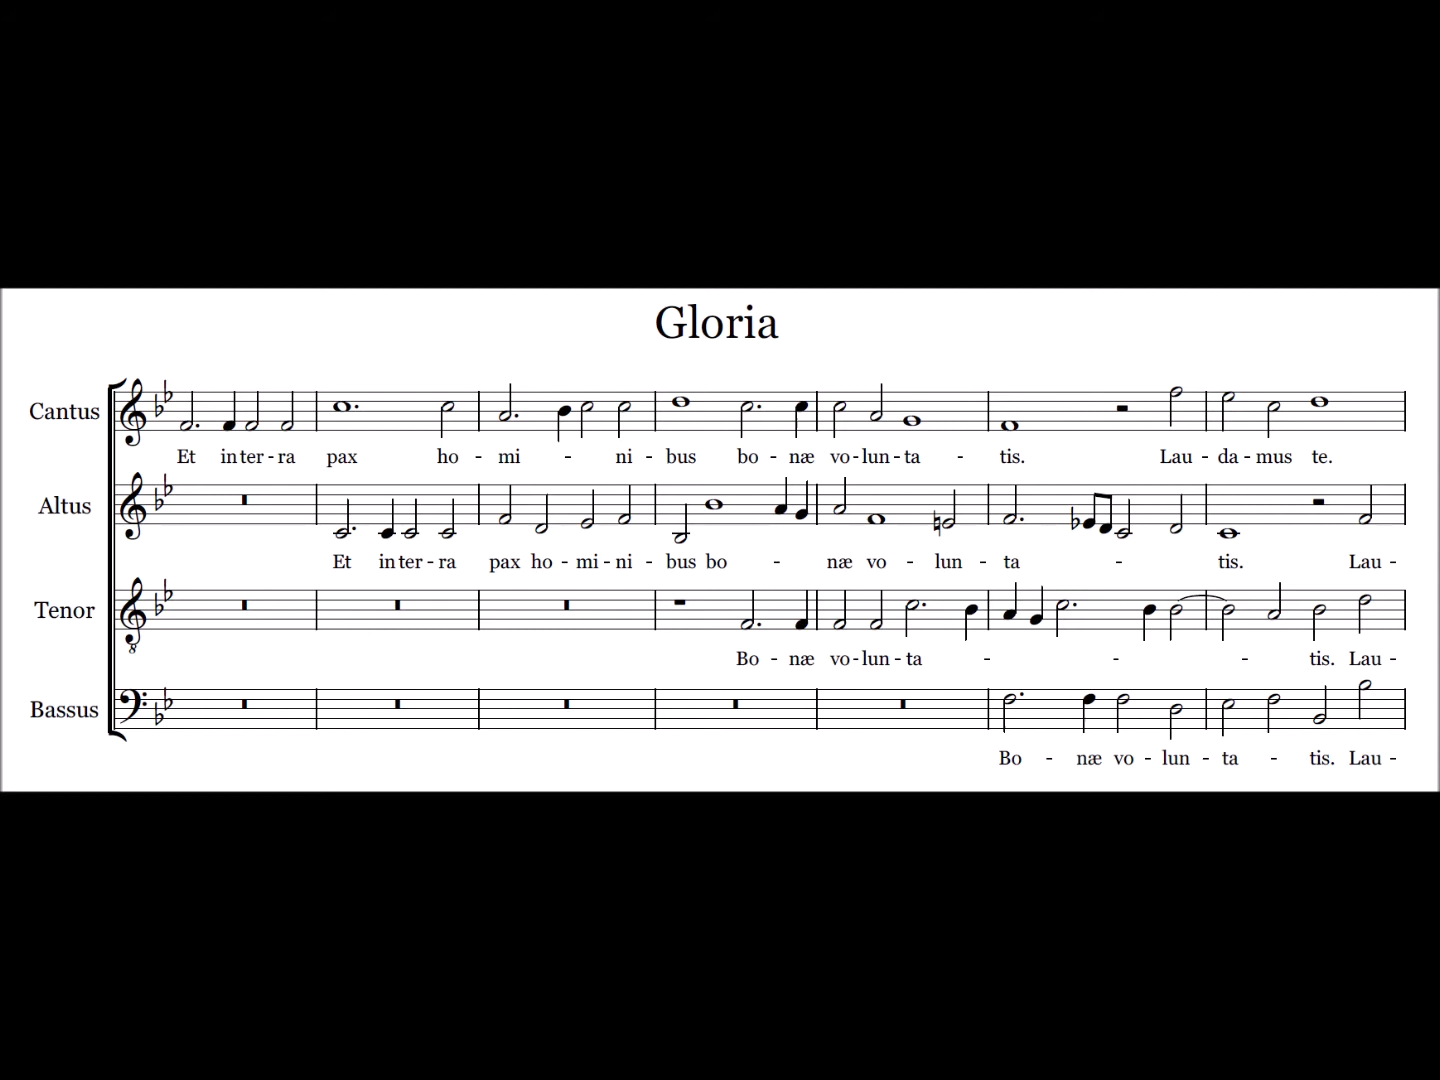 Gloria
Cantus
Et in ter - ra pax ho - mi - ni - bus bo - næ vo - lun - ta - tis. Lau - da - mus te.
Altus
Et in ter - ra pax ho - mi - ni - bus bo - næ vo - lun - ta - tis. Lau -
Tenor
8
Bo - næ vo - lun - ta - - - tis. Lau -
Bassus
Bo - næ vo - lun - ta - tis. Lau -